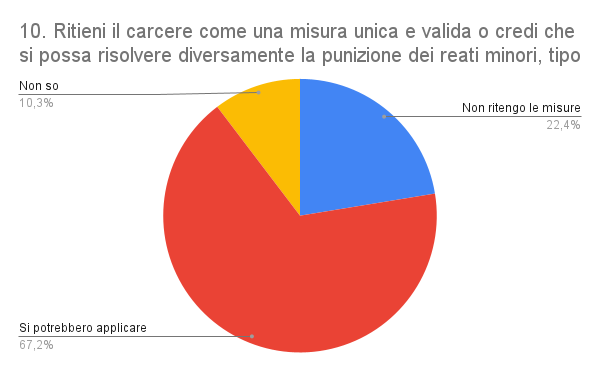 10. Ritieni il carcere come una misura unica e valida o credi che
si possa risolvere diversamente la punizione dei reati minori, tipo
Non so
10,3%
Non ritengo le misure
22,4%
Si potrebbero applicare
67,2%